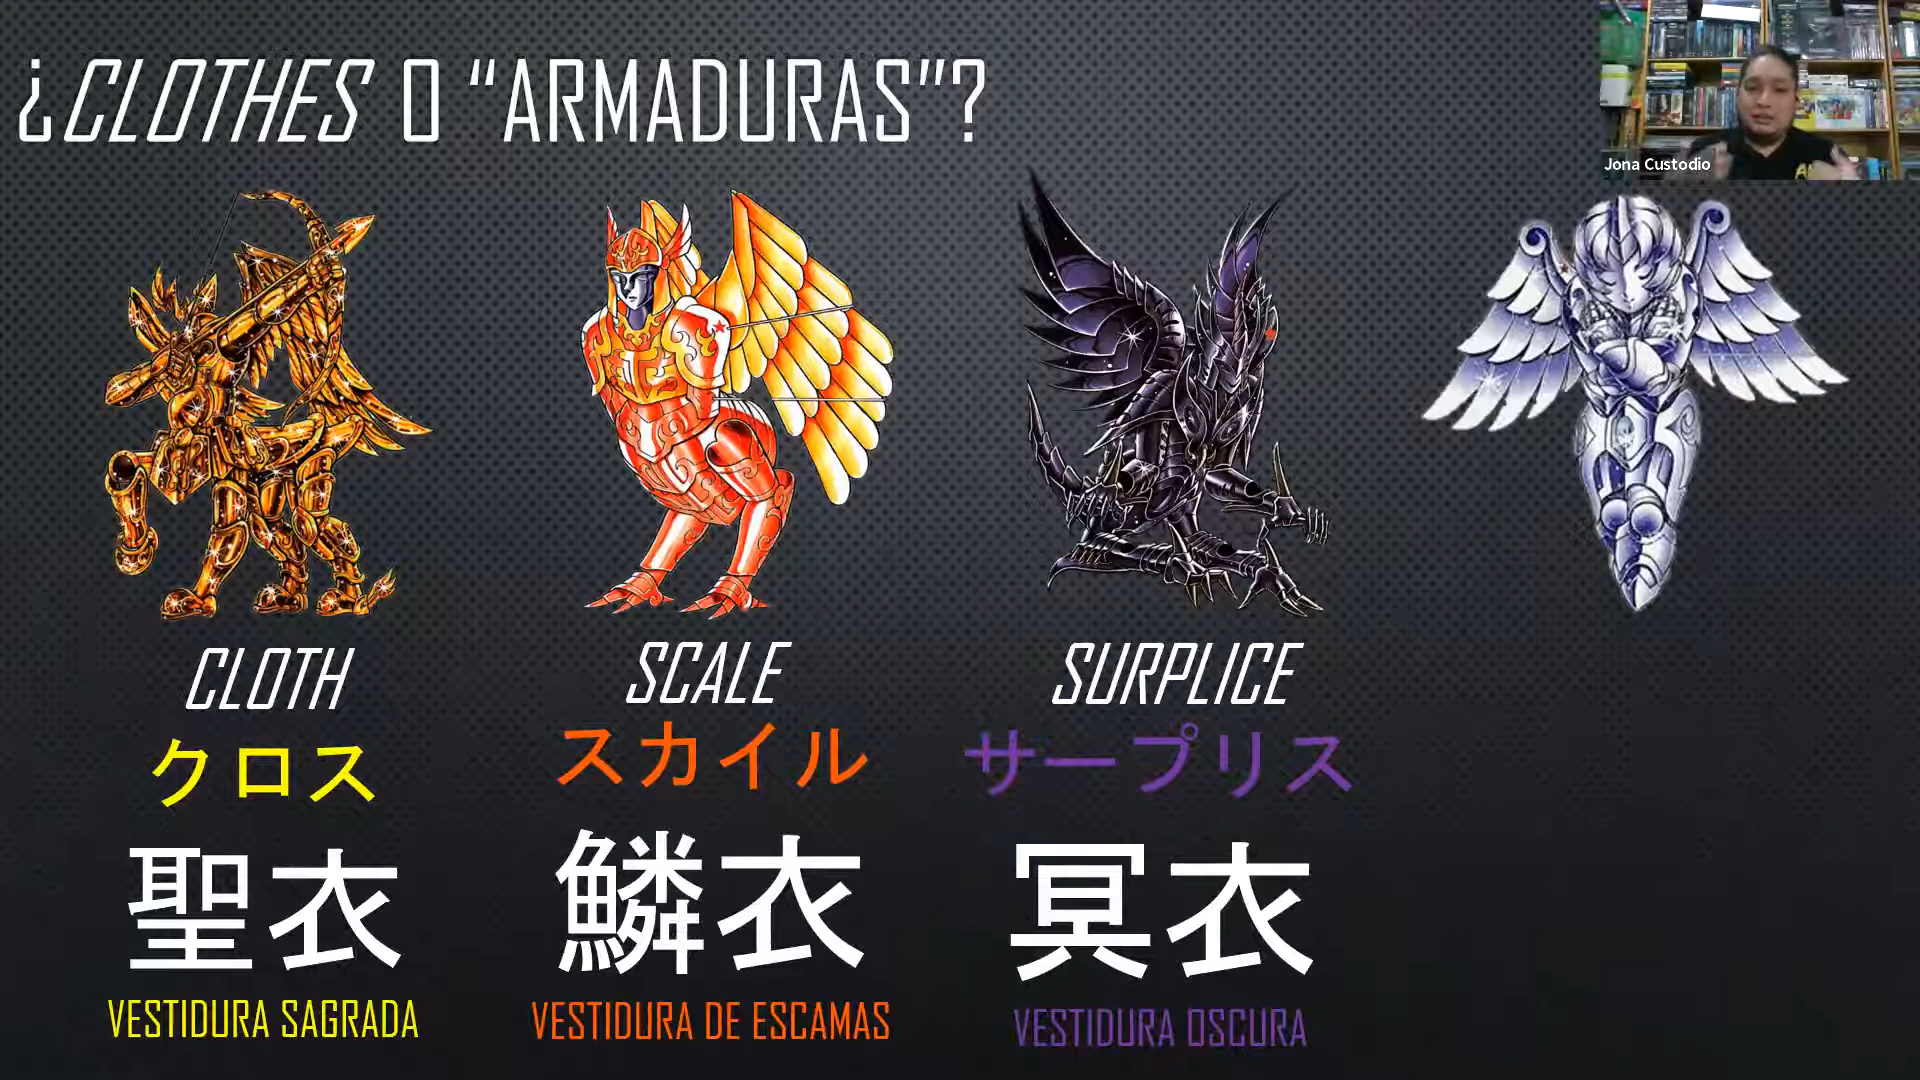 ¿CLOTHES O “ARMADURAS”?
Jona Custodio
CLOTH
クロス
聖衣
VESTIDURA SAGRADA
SCALE
スカイル
鱗衣
VESTIDURA DE ESCAMAS
SURPLICE
サープリス
冥衣
VESTIDURA OSCURA